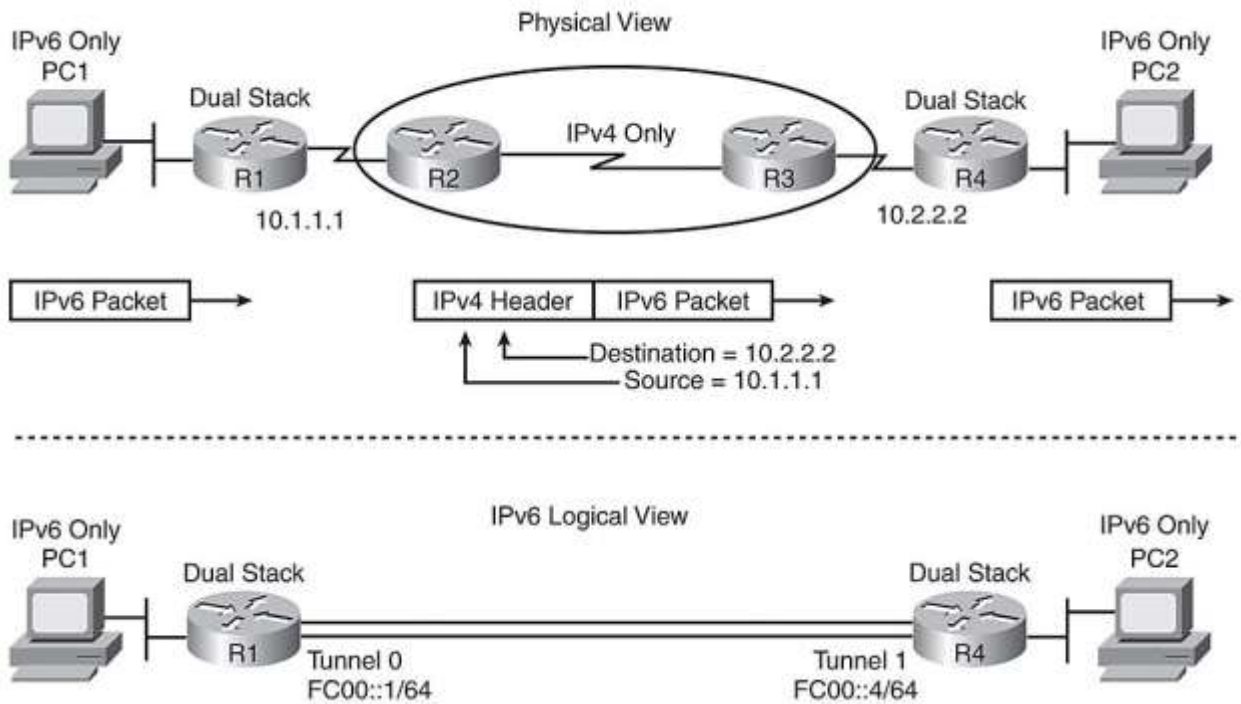 Physical View
IPv6 Only
PC1
IPv6 Only
PC2
Dual Stack
Dual Stack
IPv4 Only
R1
R2
R3
R4
10.1.1.1
10.2.2.2
IPv6 Packet
IPv4 Header
IPv6 Packet
IPv6 Packet
Destination = 10.2.2.2
Source = 10.1.1.1
IPv6 Logical View
IPv6 Only
PC1
IPv6 Only
PC2
Dual Stack
Dual Stack
R1
R4
Tunnel 0
FC00::1/64
Tunnel 1
FC00::4/64